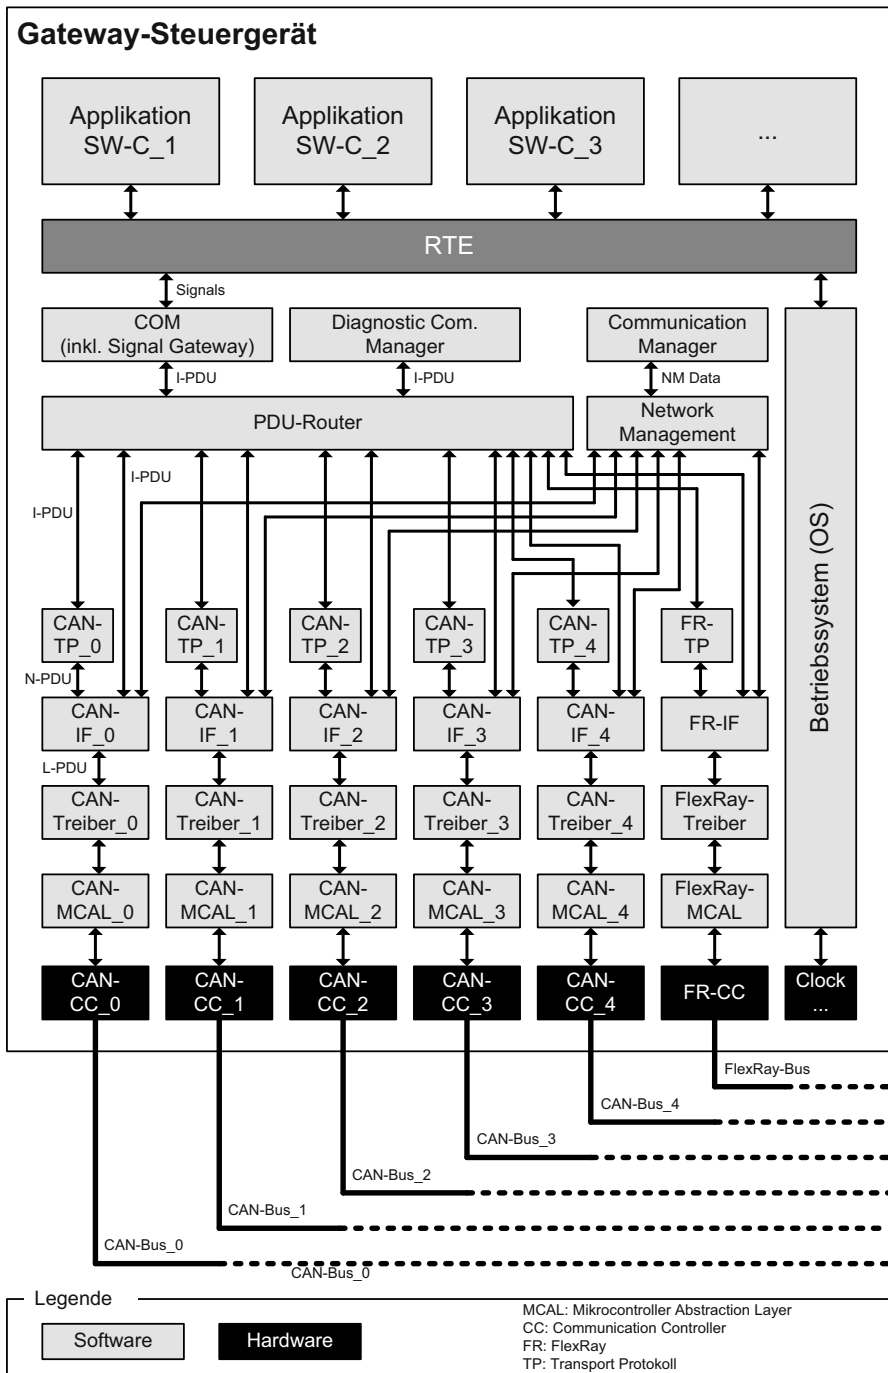 Gateway-Steuergerät
Applikation
SW-C_1
Applikation
SW-C_2
Applikation
SW-C_3
...
RTE
Signals
COM
(inkl. Signal Gateway)
Diagnostic Com.
Manager
Communication
Manager
I-PDU
I-PDU
NM Data
PDU-Router
Network
Management
Betriebssystem (OS)
I-PDU
I-PDU
CAN-
TP_0
CAN-
TP_1
CAN-
TP_2
CAN-
TP_3
CAN-
TP_4
FR-
TP
N-PDU
CAN-
IF_0
CAN-
IF_1
CAN-
IF_2
CAN-
IF_3
CAN-
IF_4
FR-IF
L-PDU
CAN-
Treiber_0
CAN-
Treiber_1
CAN-
Treiber_2
CAN-
Treiber_3
CAN-
Treiber_4
FlexRay-
Treiber
CAN-
MCAL_0
CAN-
MCAL_1
CAN-
MCAL_2
CAN-
MCAL_3
CAN-
MCAL_4
FlexRay-
MCAL
CAN-
CC_0
CAN-
CC_1
CAN-
CC_2
CAN-
CC_3
CAN-
CC_4
FR-CC
Clock
...
FlexRay-Bus
CAN-Bus_4
CAN-Bus_3
CAN-Bus_2
CAN-Bus_1
CAN-Bus_0
CAN-Bus_0
Legende
Software
Hardware
MCAL: Mikrocontroller Abstraction Layer
CC: Communication Controller
FR: FlexRay
TP: Transport Protokoll